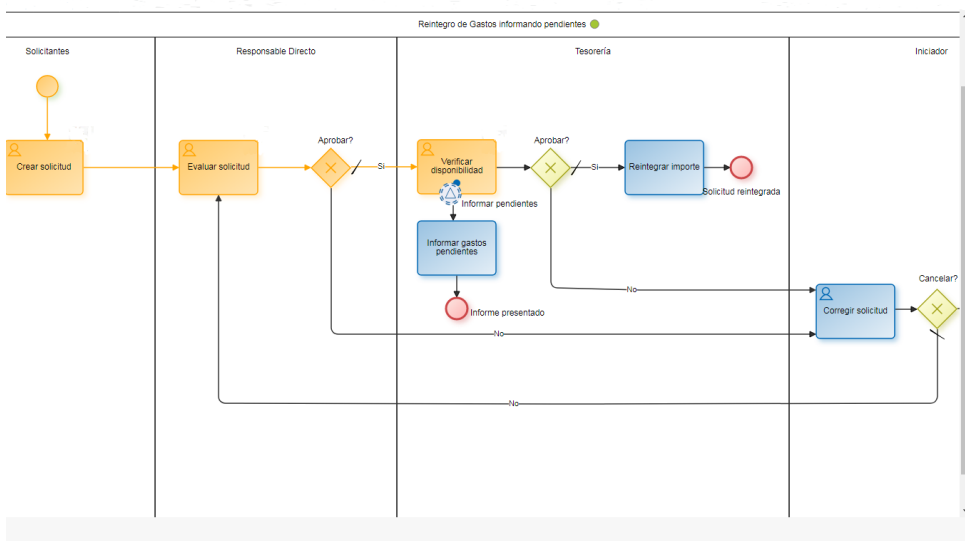 Reintegro de Gastos informando pendientes
Solicitantes
Responsable Directo
Tesorería
Iniciador
Crear solicitud
Evaluar solicitud
Aprobar?
Si
Verificar
disponibilidad
Aprobar?
Si
Reintegrar importe
Solicitud reintegrada
Informar pendientes
Informar gastos
pendientes
Informe presentado
No
No
Corregir solicitud
Cancelar?
No